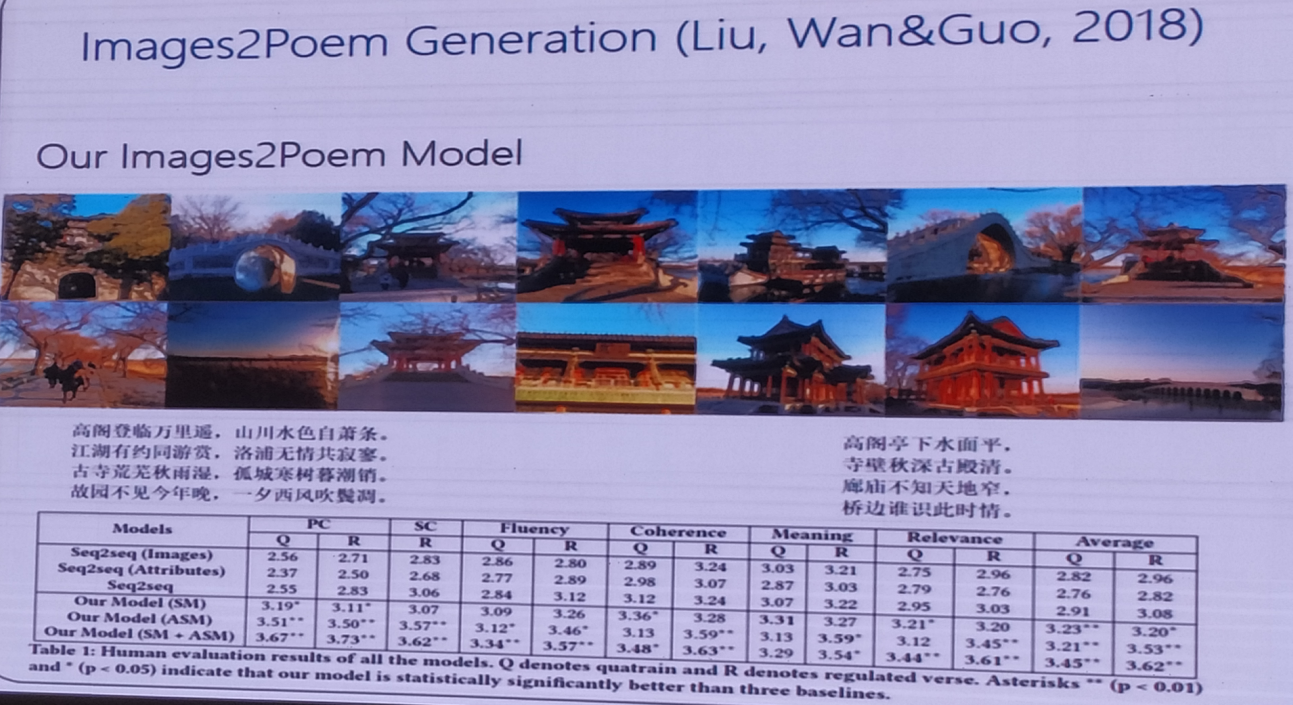 Images2Poem Generation (Liu, Wan&Guo, 2018)
Our Images2Poem Model
高阁登临万里遥，山川水色自萧条。
江湖有约同游赏，洛浦无情共寂寥。
古寺荒芜秋雨湿，孤城寒树暮潮销。
故园不见今年晚，一夕西风吹鬓凋。
高阁亭下水面平，
寺壁秋深古殿清。
廊庙不知天地窄，
桥边谁识此时情。
Models PC SC Fluency Coherence Meaning Relevance Average
Q R R Q R Q R Q R Q R Q R
Seq2seq (Images) 2.56 2.71 2.83 2.86 2.80 2.89 3.24 3.03 3.21 2.75 2.96 2.82 2.96
Seq2seq (Attributes) 2.37 2.50 2.68 2.77 2.89 2.98 3.07 2.87 3.03 2.79 2.76 2.76 2.82
Seq2seq 2.55 2.83 3.06 2.84 3.12 3.12 3.24 3.07 3.22 2.95 3.03 2.91 3.08
Our Model (SM) 3.19* 3.11* 3.07 3.09 3.26 3.36* 3.28 3.31 3.27 3.21* 3.20 3.23** 3.20*
Our Model (ASM) 3.51** 3.50** 3.57** 3.12* 3.46* 3.13 3.59** 3.13 3.59* 3.12 3.45** 3.21** 3.53**
Our Model (SM + ASM) 3.67** 3.73** 3.62** 3.34** 3.57** 3.48* 3.63** 3.29 3.54* 3.44** 3.61** 3.45** 3.62**
Table 1: Human evaluation results of all the models. Q denotes quatrain and R denotes regulated verse. Asterisks ** (p < 0.01)
and * (p < 0.05) indicate that our model is statistically significantly better than three baselines.